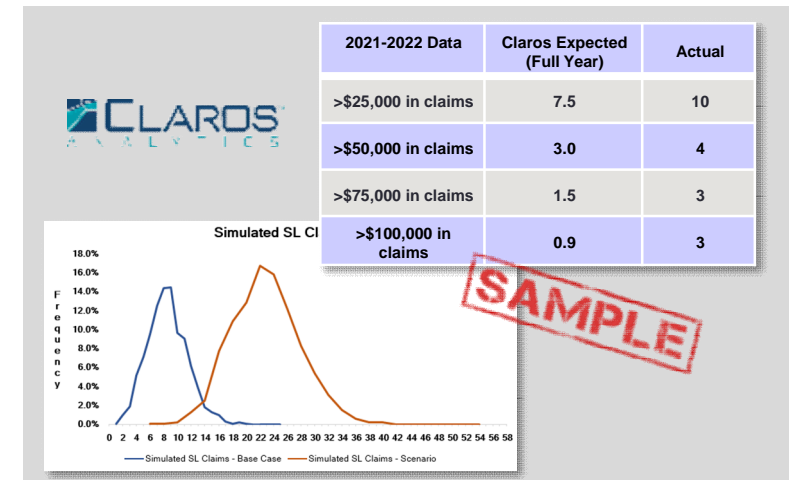 2021-2022 Data
Claros Expected
(Full Year)
Actual
>$25,000 in claims
7.5
10
>$50,000 in claims
3.0
4
>$75,000 in claims
1.5
3
>$100,000 in
claims
0.9
3
CLAROS
ANALYTICS
Simulated SL Cl
18.0%
16.0%
14.0%
12.0%
10.0%
8.0%
6.0%
4.0%
2.0%
0.0%
Frequency
0 2 4 6 8 10 12 14 16 18 20 22 24 26 28 30 32 34 36 38 40 42 44 46 48 50 52 54 56 58
Simulated SL Claims - Base Case
Simulated SL Claims - Scenario
SAMPLE